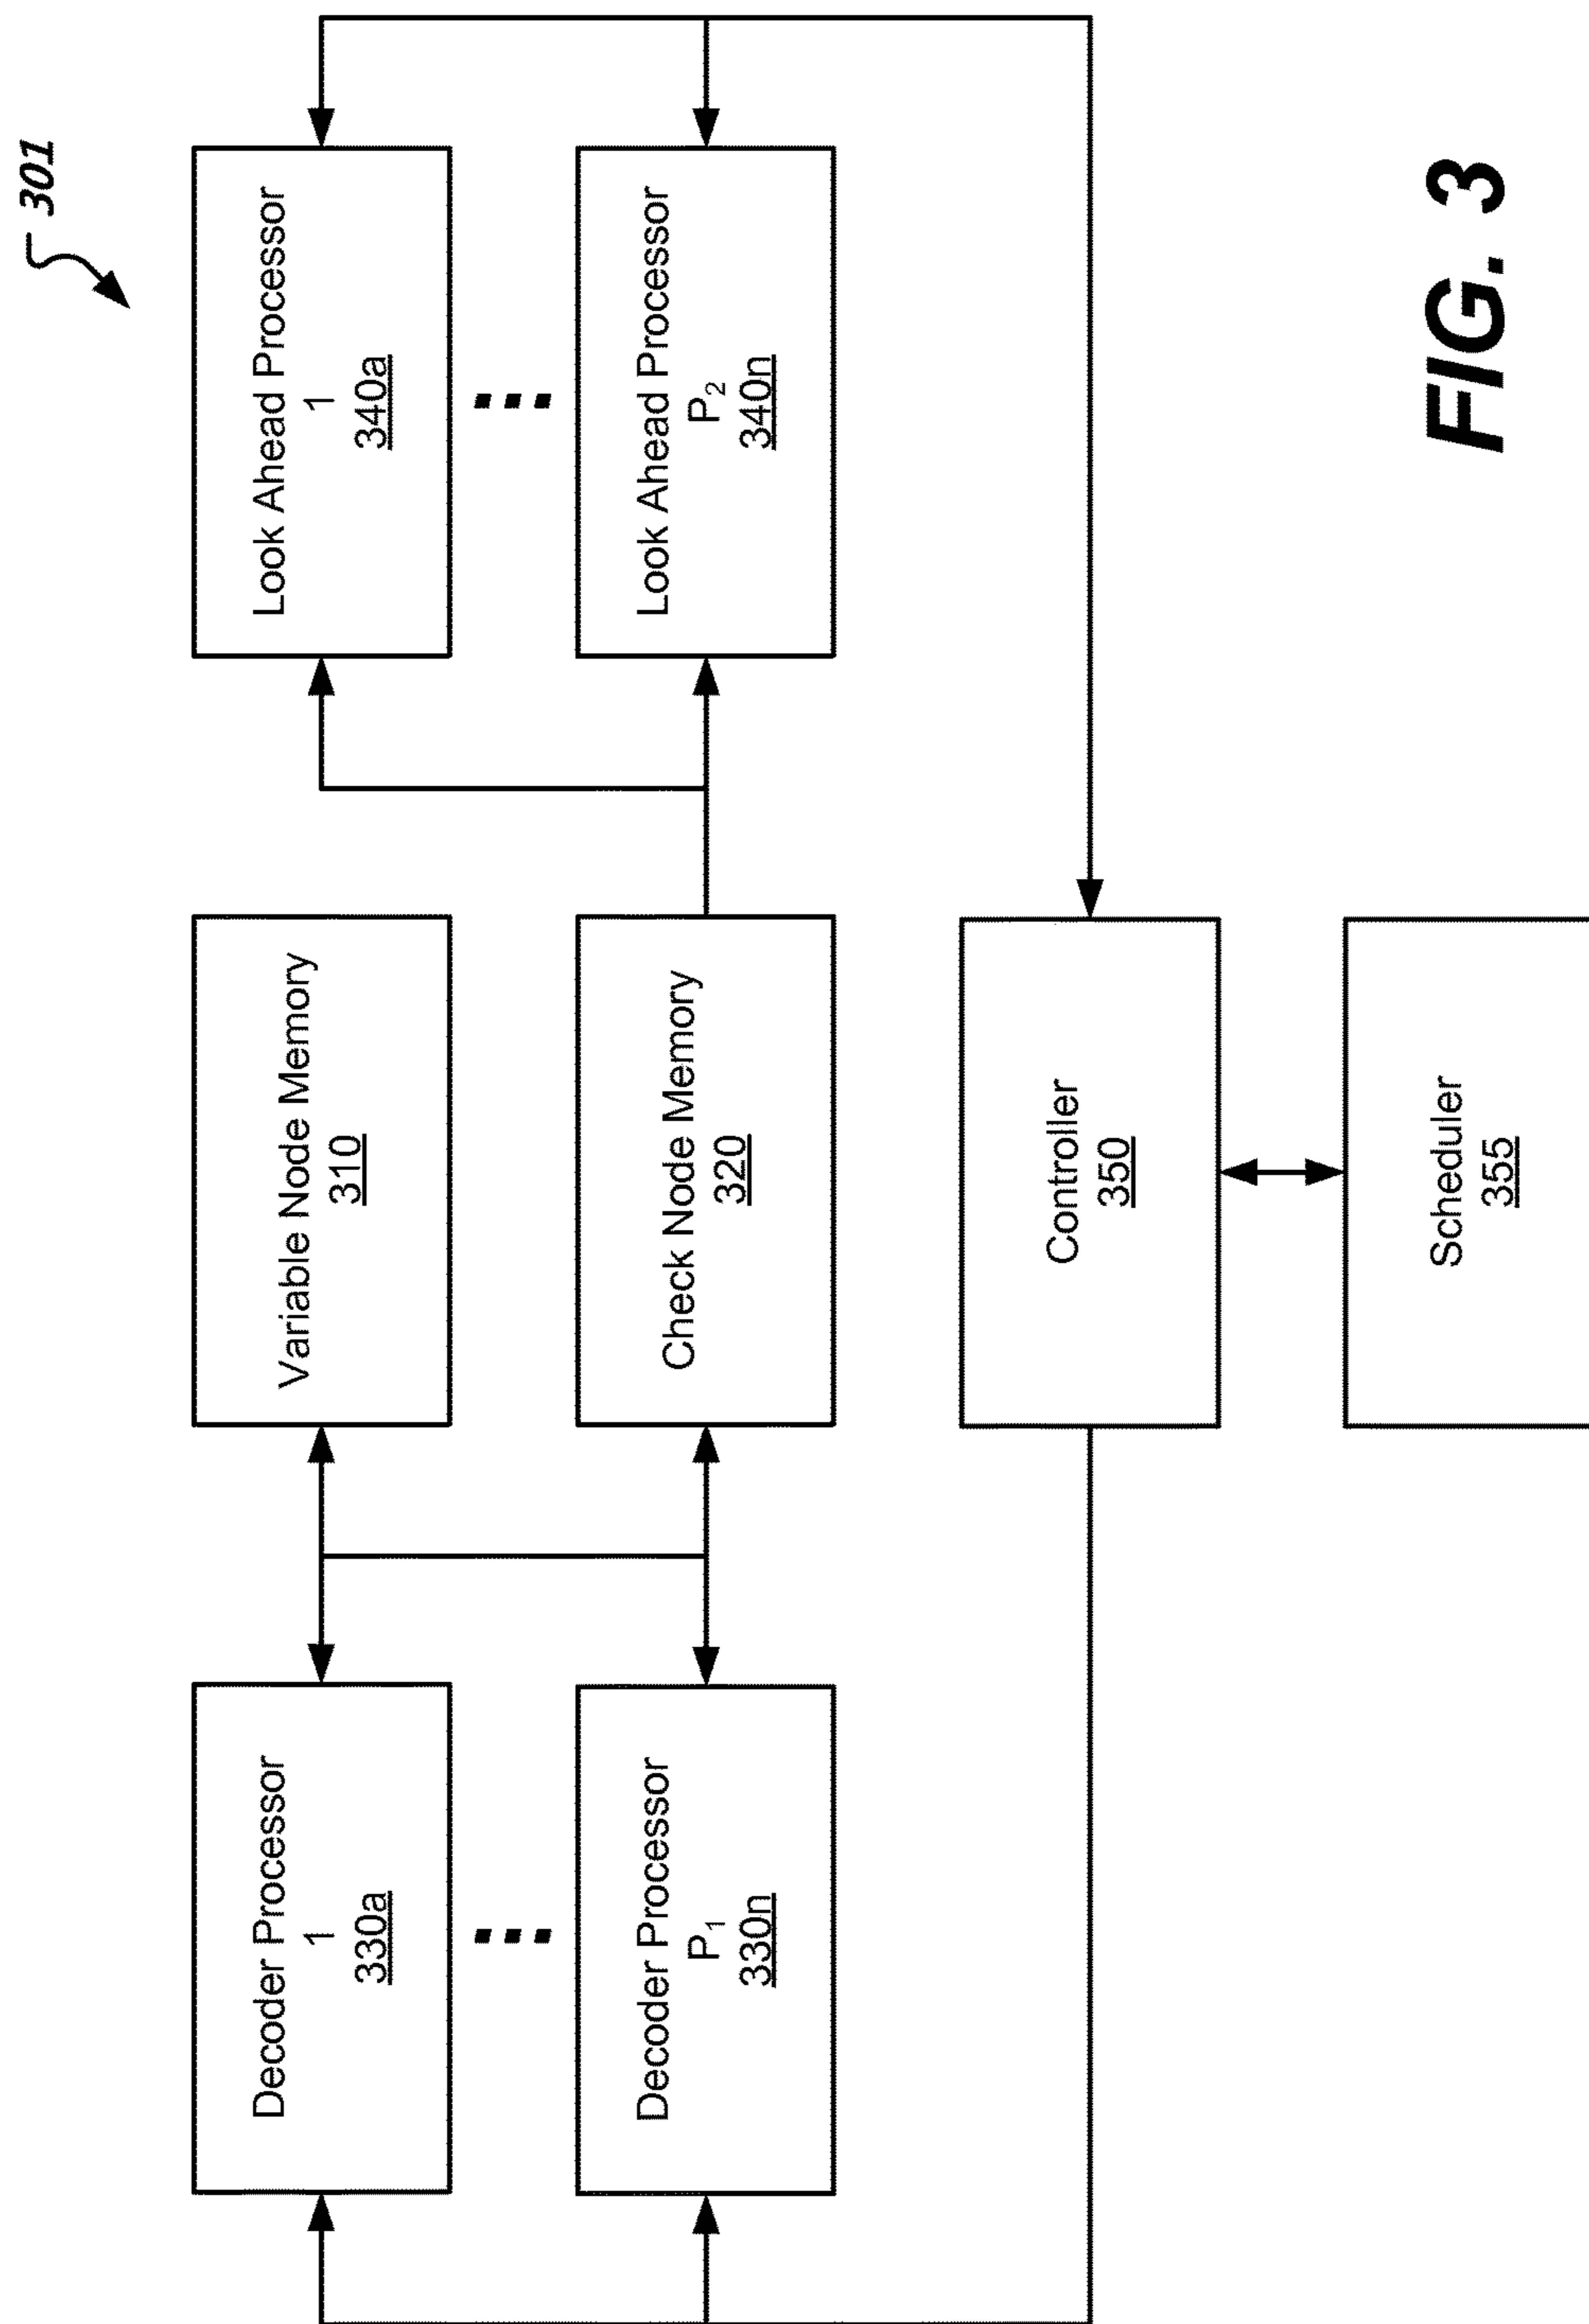 301
Decoder Processor
1
330a
Variable Node Memory
310
Look Ahead Processor
1
340a
Decoder Processor
P₁
330n
Check Node Memory
320
Look Ahead Processor
P₂
340n
Controller
350
Scheduler
355
FIG. 3